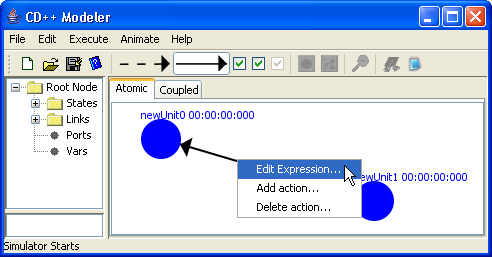 CD++ Modeler
File Edit Execute Animate Help
Root Node
States
Links
Ports
Vars
Atomic Coupled
newUnit0 00:00:00:000
Edit Expression...
Add action...
Delete action...
ewUnit1 00:00:00:000
Simulator Starts